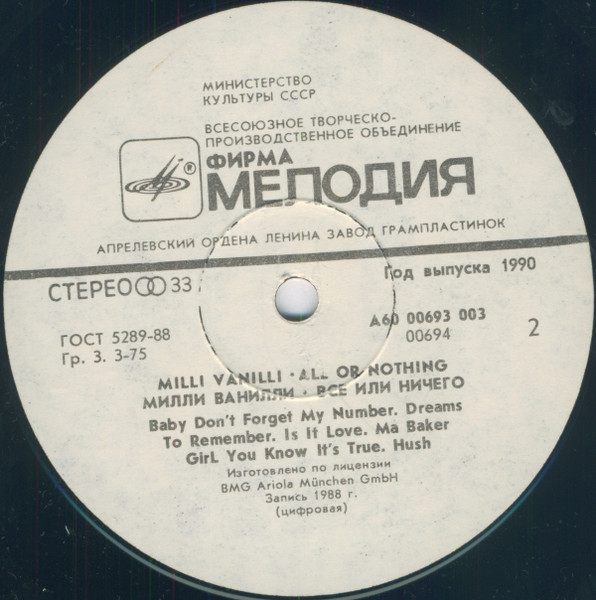 МИНИСТЕРСТВО
КУЛЬТУРЫ СССР
ВСЕСОЮЗНОЕ ТВОРЧЕСКО-
ПРОИЗВОДСТВЕННОЕ ОБЪЕДИНЕНИЕ
ФИРМА
®
МЕЛОДИЯ
АПРЕЛЕВСКИЙ ОРДЕНА ЛЕНИНА ЗАВОД ГРАМПЛАСТИНОК
СТЕРЕО 33
Год выпуска 1990
ГОСТ 5289-88
Гр. 3. 3-75
А60 00693 003
00694
2
MILLI VANILLI · ALL OR NOTHING
МИЛЛИ ВАНИЛЛИ · ВСЕ ИЛИ НИЧЕГО
Baby Don't Forget My Number. Dreams
To Remember. Is It Love. Ma Baker
GirL You Know It's True. Hush
Изготовлено по лицензии
BMG Ariola München GmbH
Запись 1988 г.
(цифровая)